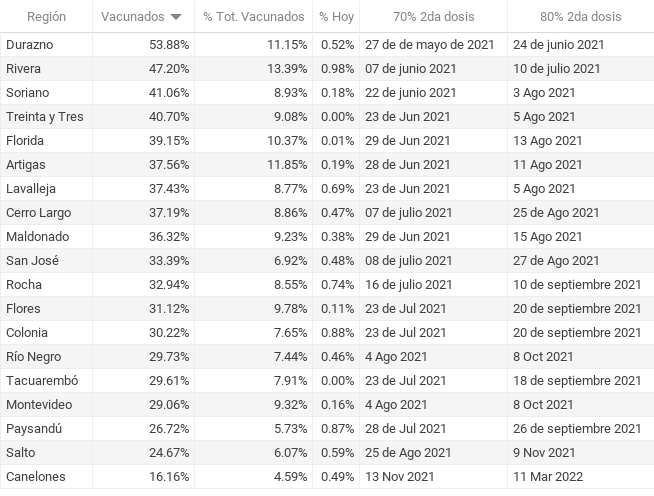 Región Vacunados % Tot. Vacunados % Hoy 70% 2da dosis 80% 2da dosis
Durazno 53.88% 11.15% 0.52% 27 de de mayo de 2021 24 de junio 2021
Rivera 47.20% 13.39% 0.98% 07 de junio 2021 10 de julio 2021
Soriano 41.06% 8.93% 0.18% 22 de junio 2021 3 Ago 2021
Treinta y Tres 40.70% 9.08% 0.00% 23 de Jun 2021 5 Ago 2021
Florida 39.15% 10.37% 0.01% 29 de Jun 2021 13 Ago 2021
Artigas 37.56% 11.85% 0.19% 28 de Jun 2021 11 Ago 2021
Lavalleja 37.43% 8.77% 0.69% 23 de Jun 2021 5 Ago 2021
Cerro Largo 37.19% 8.86% 0.47% 07 de julio 2021 25 de Ago 2021
Maldonado 36.32% 9.23% 0.38% 29 de Jun 2021 15 Ago 2021
San José 33.39% 6.92% 0.48% 08 de julio 2021 27 de Ago 2021
Rocha 32.94% 8.55% 0.74% 16 de julio 2021 10 de septiembre 2021
Flores 31.12% 9.78% 0.11% 23 de Jul 2021 20 de septiembre 2021
Colonia 30.22% 7.65% 0.88% 23 de Jul 2021 20 de septiembre 2021
Río Negro 29.73% 7.44% 0.46% 4 Ago 2021 8 Oct 2021
Tacuarembó 29.61% 7.91% 0.00% 23 de Jul 2021 18 de septiembre 2021
Montevideo 29.06% 9.32% 0.16% 4 Ago 2021 8 Oct 2021
Paysandú 26.72% 5.73% 0.87% 28 de Jul 2021 26 de septiembre 2021
Salto 24.67% 6.07% 0.59% 25 de Ago 2021 9 Nov 2021
Canelones 16.16% 4.59% 0.49% 13 Nov 2021 11 Mar 2022